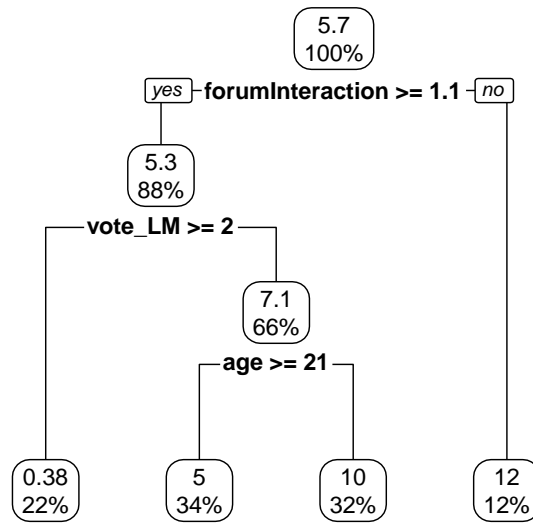 5.7
100%
yes forumInteraction >= 1.1 no
5.3
88%
vote_LM >= 2
7.1
66%
age >= 21
0.38 5 10 12
22% 34% 32% 12%